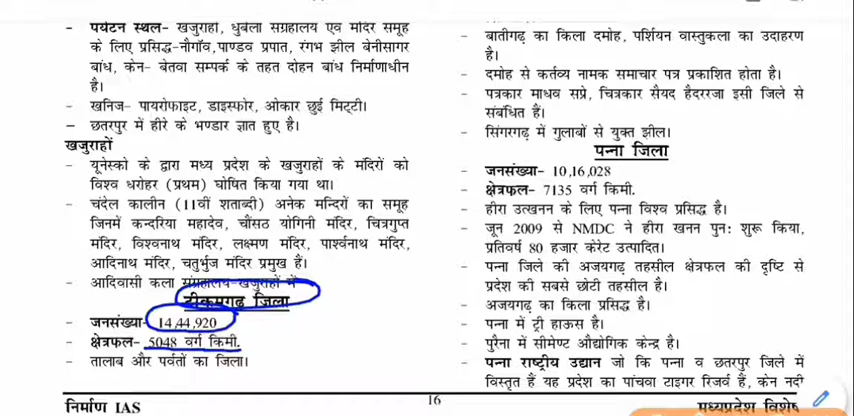 - पर्यटन स्थल- खजुराहो, धुबेला संग्रहालय एवं मंदिर समूह
के लिए प्रसिद्ध-नौगाँव,पाण्डव प्रपात, रंगभ झील बेनीसागर
बांध, केन- बेतवा सम्पर्क के तहत दोहन बांध निर्माणाधीन
है।
- खनिज- पायरोफाइट, डाइस्फोर, ओकार छुई मिट्टी।
- छतरपुर में हीरे के भण्डार ज्ञात हुए है।
खजुराहों
- यूनेस्को के द्वारा मध्य प्रदेश के खजुराहों के मंदिरों को
विश्व धरोहर (प्रथम) घोषित किया गया था।
- चंदेल कालीन (11वीं शताब्दी) अनेक मन्दिरों का समूह
जिनमें कन्दरिया महादेव, चौंसठ योगिनी मंदिर, चित्रगुप्त
मंदिर, विश्वनाथ मंदिर, लक्ष्मण मंदिर, पार्श्वनाथ मंदिर,
आदिनाथ मंदिर, चतुर्भुज मंदिर प्रमुख हैं।
- आदिवासी कला संग्रहालय-खजुराहों में
टीकमगढ़ जिला
- जनसंख्या- 14,44,920
- क्षेत्रफल- 5048 वर्ग किमी.
- तालाब और पर्वतों का जिला।
निर्माण IAS
- बातीगढ़ का किला दमोह, पर्शियन वास्तुकला का उदाहरण
है।
- दमोह से कर्तव्य नामक समाचार पत्र प्रकाशित होता है।
- पत्रकार माधव सप्रे, चित्रकार सैयद हैदररजा इसी जिले से
संबंधित हैं।
- सिंगरगढ़ में गुलाबों से युक्त झील।
पन्ना जिला
- जनसंख्या- 10,16,028
- क्षेत्रफल- 7135 वर्ग किमी.
- हीरा उत्खनन के लिए पन्ना विश्व प्रसिद्ध है।
- जून 2009 से NMDC ने हीरा खनन पुन: शुरू किया,
प्रतिवर्ष 80 हजार केरेट उत्पादित।
- पन्ना जिले की अजयगढ़ तहसील क्षेत्रफल की दृष्टि से
प्रदेश की सबसे छोटी तहसील है।
- अजयगढ़ का किला प्रसिद्ध है।
- पन्ना में ट्री हाऊस है।
- पुरैना में सीमेण्ट औद्योगिक केन्द्र है।
- पन्ना राष्ट्रीय उद्यान जो कि पन्ना व छतरपुर जिले में
विस्तृत हैं यह प्रदेश का पांचवा टाइगर रिजर्व हैं, केन नदी
16
मध्यप्रदेश विशेष